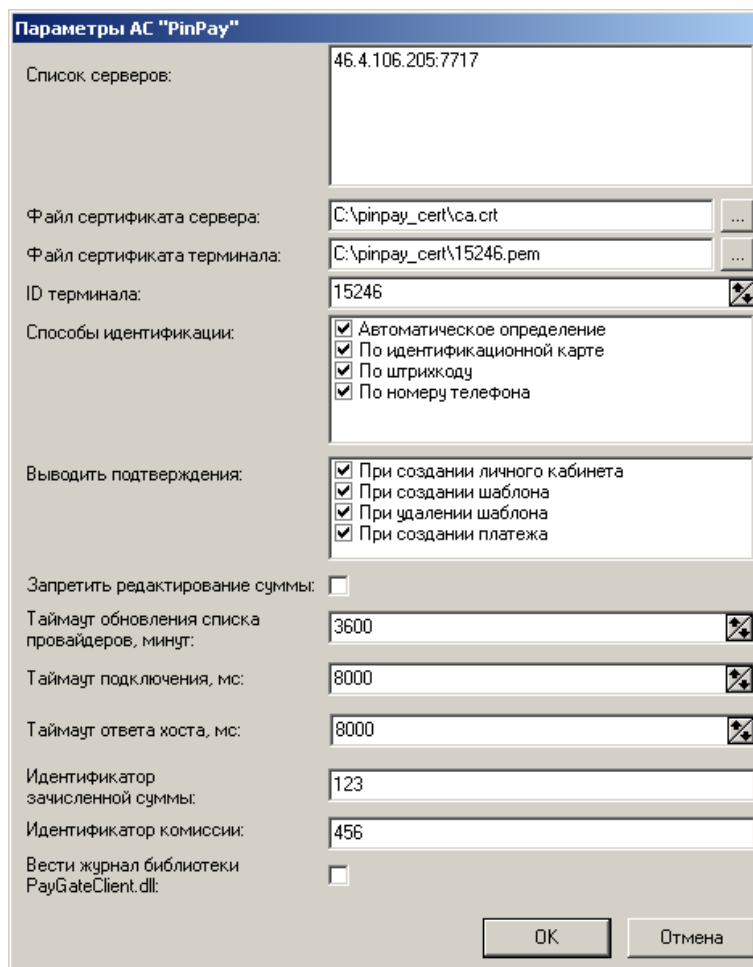 Параметры АС "PinPay"
Список серверов:
46.4.106.205:7717
Файл сертификата сервера:
C:\pinpay_cert\ca.crt
...
Файл сертификата терминала:
C:\pinpay_cert\15246.pem
...
ID терминала:
15246
Способы идентификации:
Автоматическое определение
По идентификационной карте
По штрихкоду
По номеру телефона
Выводить подтверждения:
При создании личного кабинета
При создании шаблона
При удалении шаблона
При создании платежа
Запретить редактирование суммы:
Таймаут обновления списка
провайдеров, минут:
3600
Таймаут подключения, мс:
8000
Таймаут ответа хоста, мс:
8000
Идентификатор
зачисленной суммы:
123
Идентификатор комиссии:
456
Вести журнал библиотеки
PayGateClient.dll:
OK
Отмена